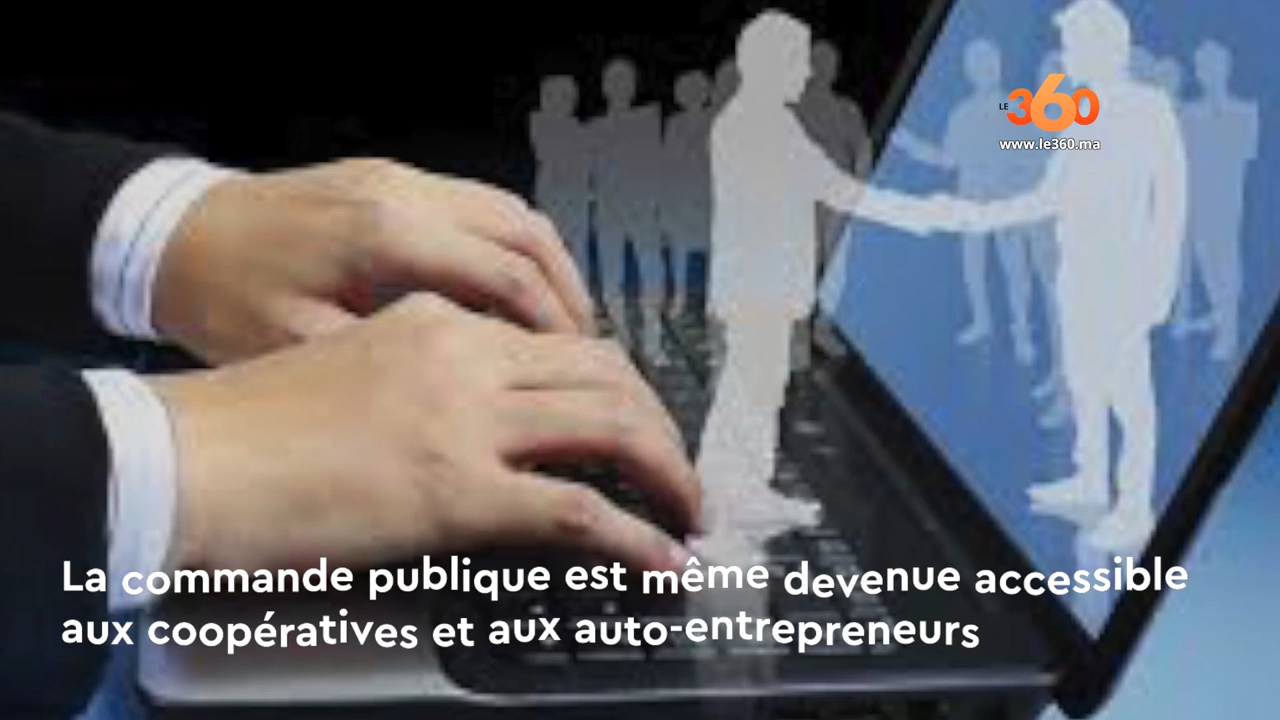 LE 360
www.le360.ma
La commande publique est même devenue accessible
aux coopératives et aux auto-entrepreneurs